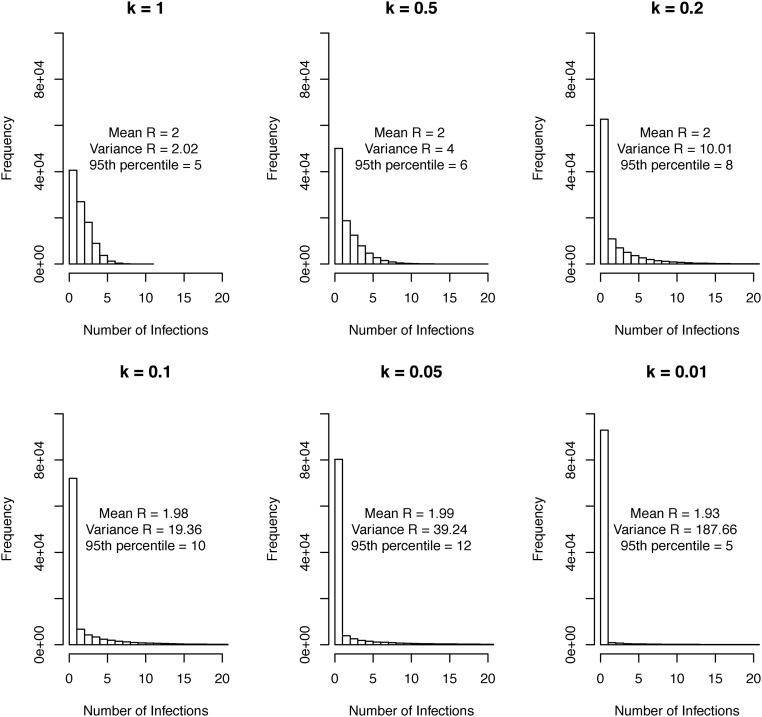 k = 1
k = 0.5
k = 0.2
Frequency
0e+00 4e+04 8e+04
Mean R = 2
Variance R = 2.02
95th percentile = 5
0 5 10 15 20
Number of Infections
Frequency
0e+00 4e+04 8e+04
Mean R = 2
Variance R = 4
95th percentile = 6
0 5 10 15 20
Number of Infections
Frequency
0e+00 4e+04 8e+04
Mean R = 2
Variance R = 10.01
95th percentile = 8
0 5 10 15 20
Number of Infections
k = 0.1
k = 0.05
k = 0.01
Frequency
0e+00 4e+04 8e+04
Mean R = 1.98
Variance R = 19.36
95th percentile = 10
0 5 10 15 20
Number of Infections
Frequency
0e+00 4e+04 8e+04
Mean R = 1.99
Variance R = 39.24
95th percentile = 12
0 5 10 15 20
Number of Infections
Frequency
0e+00 4e+04 8e+04
Mean R = 1.93
Variance R = 187.66
95th percentile = 5
0 5 10 15 20
Number of Infections